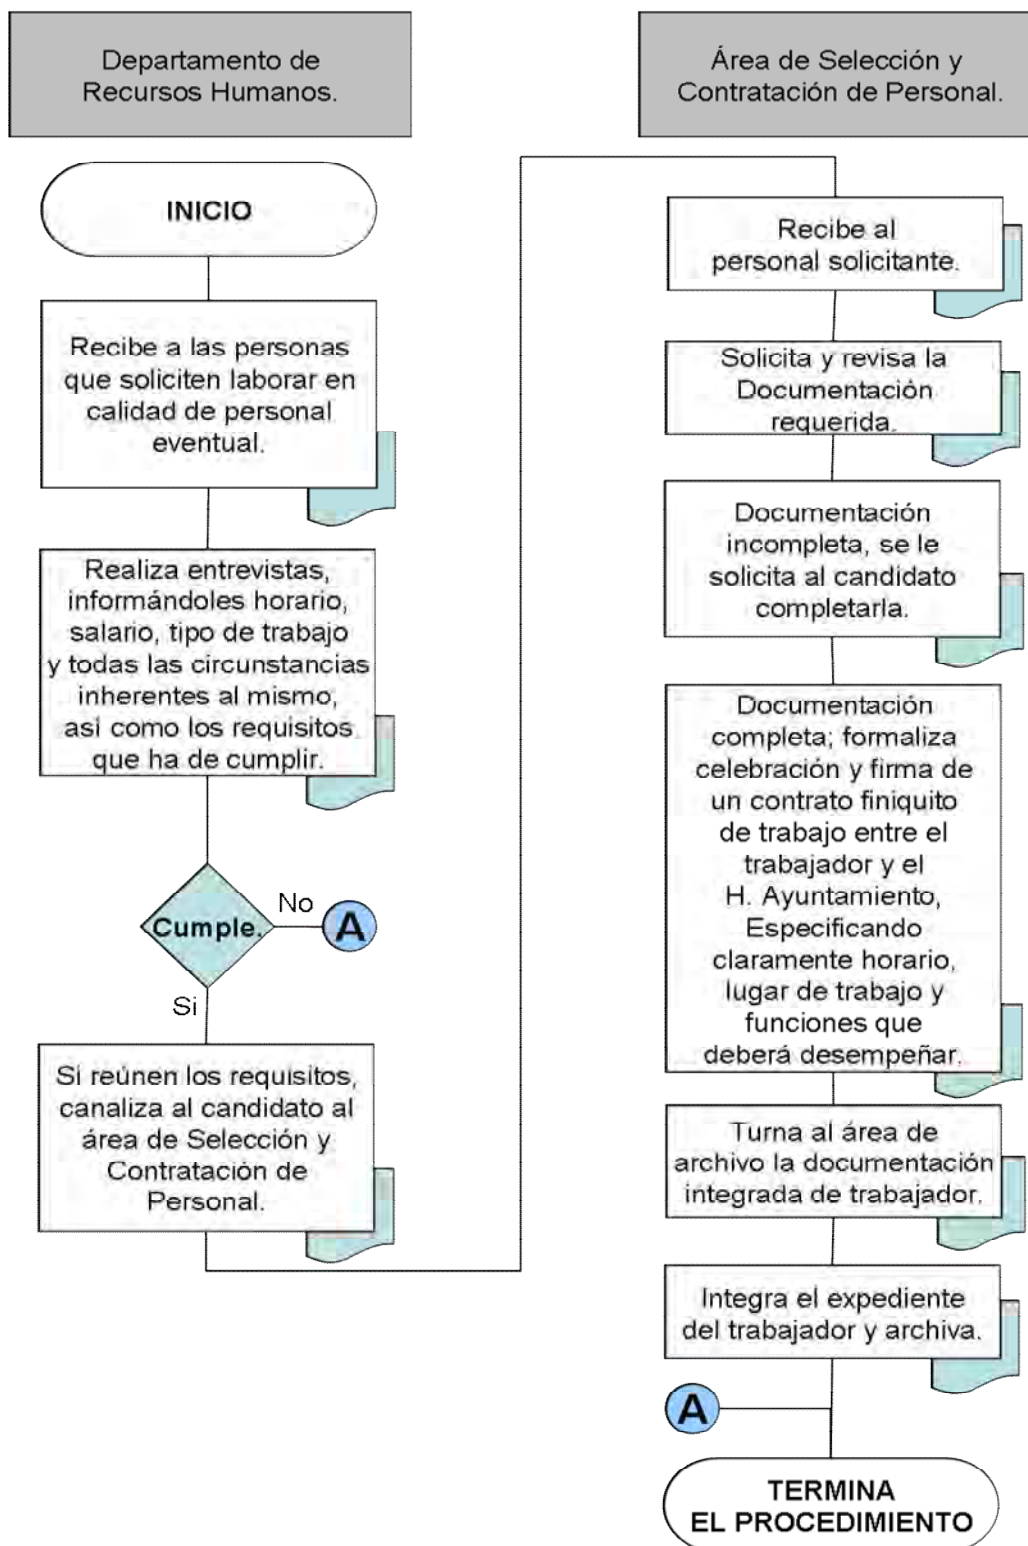 Departamento de
Recursos Humanos.
INICIO
Recibe a las personas
que soliciten laborar en
calidad de personal
eventual.
Realiza entrevistas,
informándoles horario,
salario, tipo de trabajo
y todas las circunstancias
inherentes al mismo,
así como los requisitos
que ha de cumplir.
Cumple.
No
A
Si
Si reúnen los requisitos,
canaliza al candidato al
área de Selección y
Contratación de
Personal.
Área de Selección y
Contratación de Personal.
Recibe al
personal solicitante.
Solicita y revisa la
Documentación
requerida.
Documentación
incompleta, se le
solicita al candidato
completarla.
Documentación
completa; formaliza
celebración y firma de
un contrato finiquito
de trabajo entre el
trabajador y el
H. Ayuntamiento,
Especificando
claramente horario,
lugar de trabajo y
funciones que
deberá desempeñar.
Turna al área de
archivo la documentación
integrada de trabajador.
Integra el expediente
del trabajador y archiva.
A
TERMINA
EL PROCEDIMIENTO